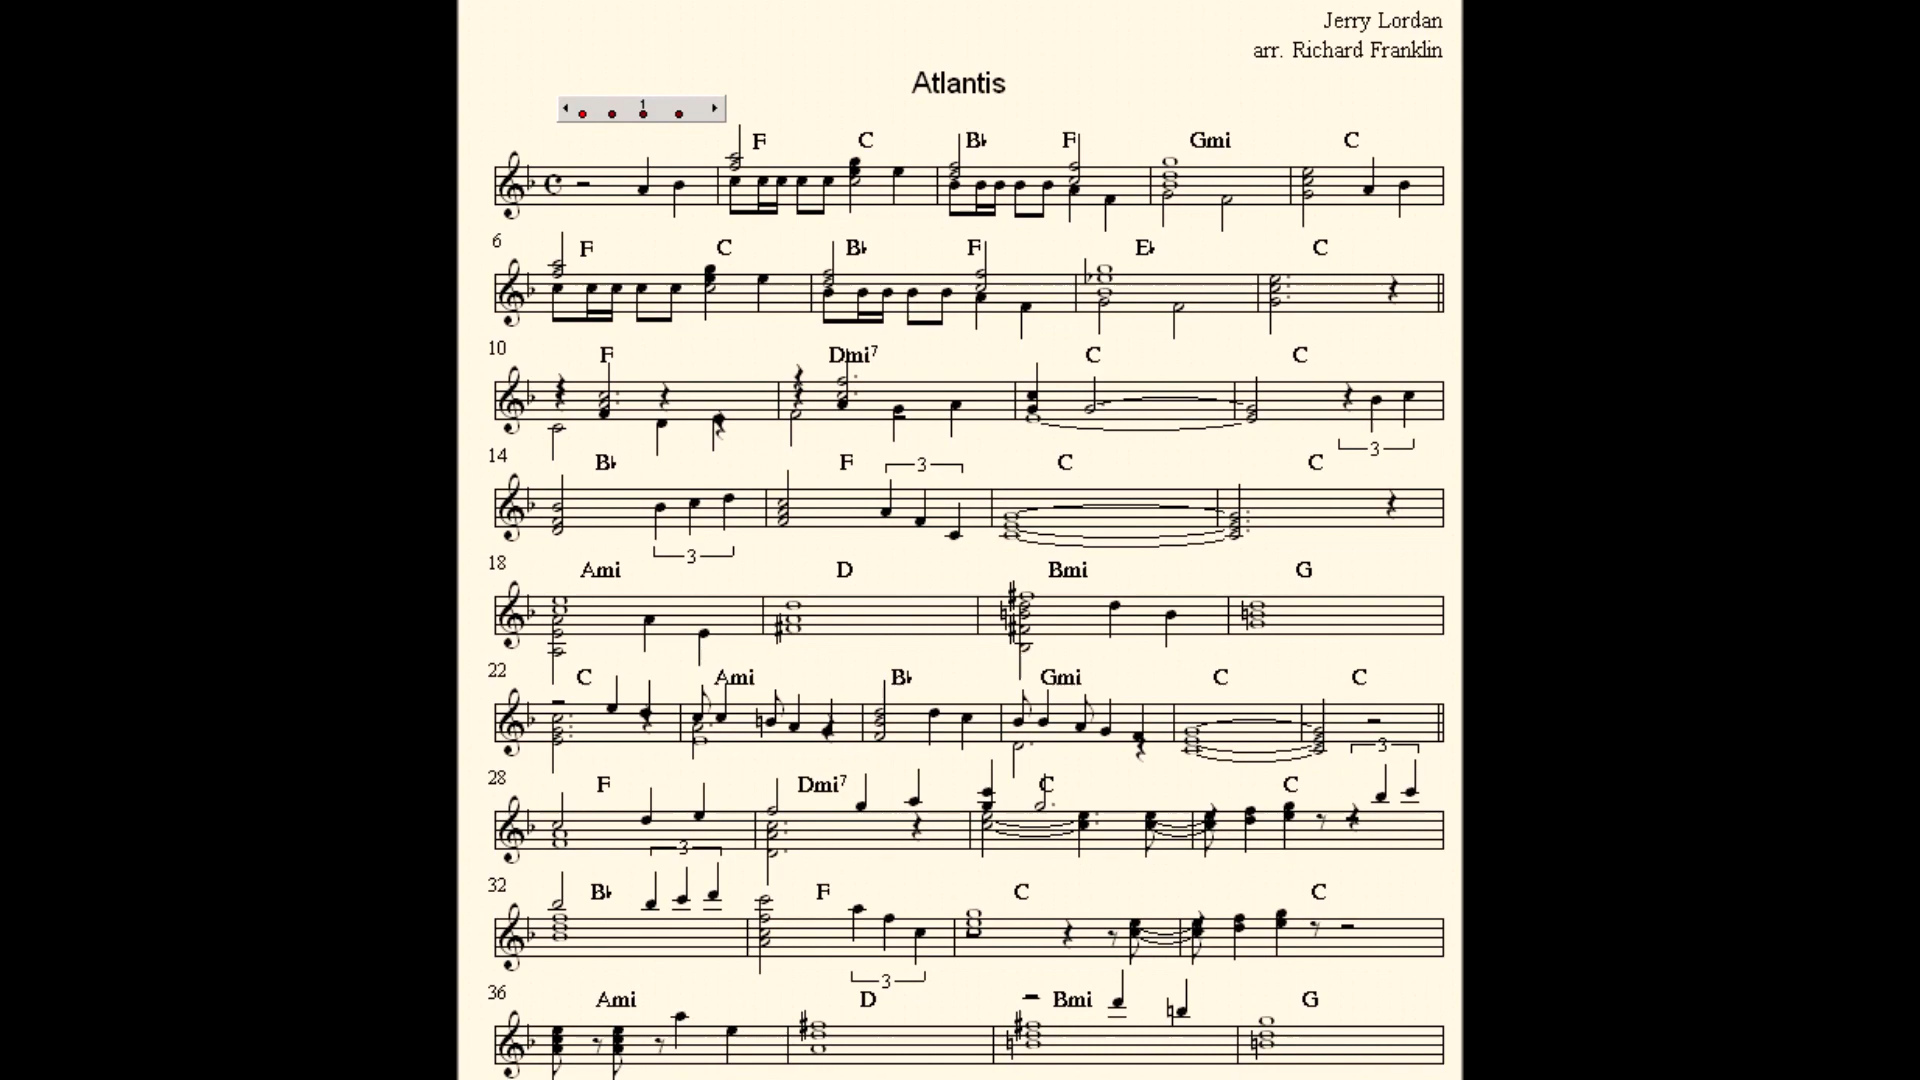 Jerry Lordan
arr. Richard Franklin
Atlantis
1
F C B♭ F Gmi C
6
F C B♭ F E♭ C
10
F Dmi7 C C
3
14
B♭ F 3 C C
3
18
Ami D Bmi G
22
C Ami B♭ Gmi C C
3
28
F Dmi7 C C
3
32
B♭ F C C
3
36
Ami D Bmi G